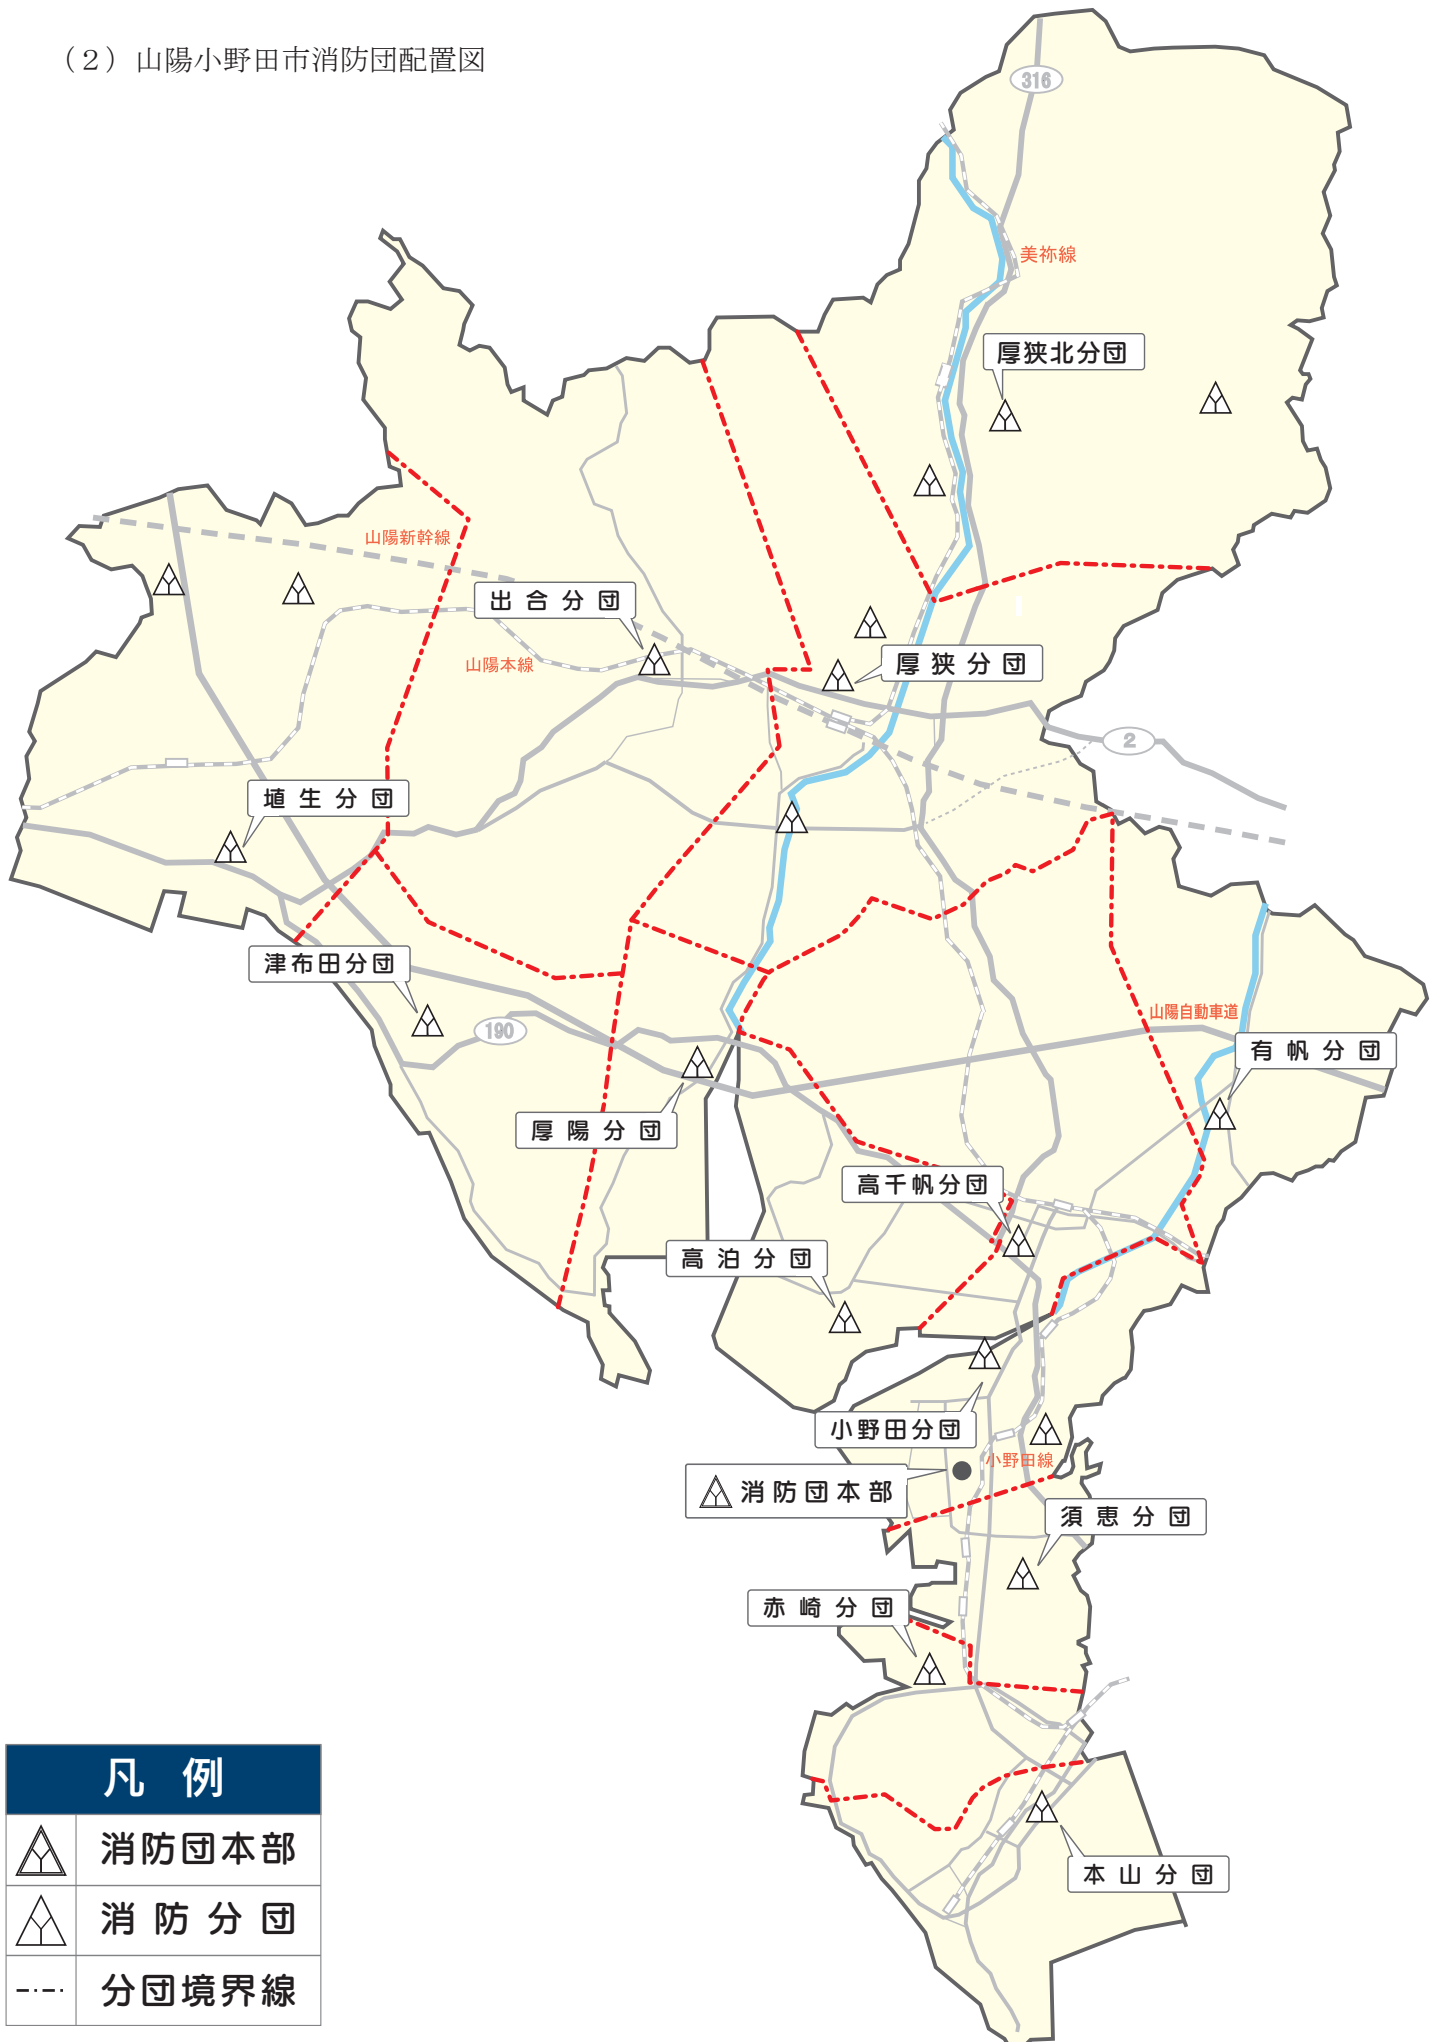 （２）山陽小野田市消防団配置図
316
美祢線
厚狭北分団
山陽新幹線
出合分団
山陽本線
厚狭分団
2
埴生分団
津布田分団
190
山陽自動車道
有帆分団
厚陽分団
高千帆分団
高泊分団
小野田分団
小野田線
消防団本部
須恵分団
赤崎分団
本山分団
凡例
消防団本部
消防分団
分団境界線